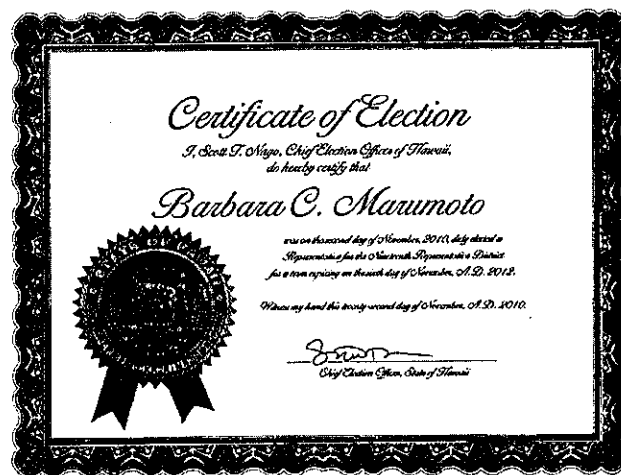 Certificate of Election
I, Scott T. Nago, Chief Election Officer of Hawaii,
do hereby certify that
Barbara C. Marumoto
was on the second day of November, 2010, duly elected a
Representative for the Nineteenth Representative District
for a term expiring on the sixth day of November, A.D. 2012.
Witness my hand this twenty-second day of November, A.D. 2010.
Chief Election Officer, State of Hawaii